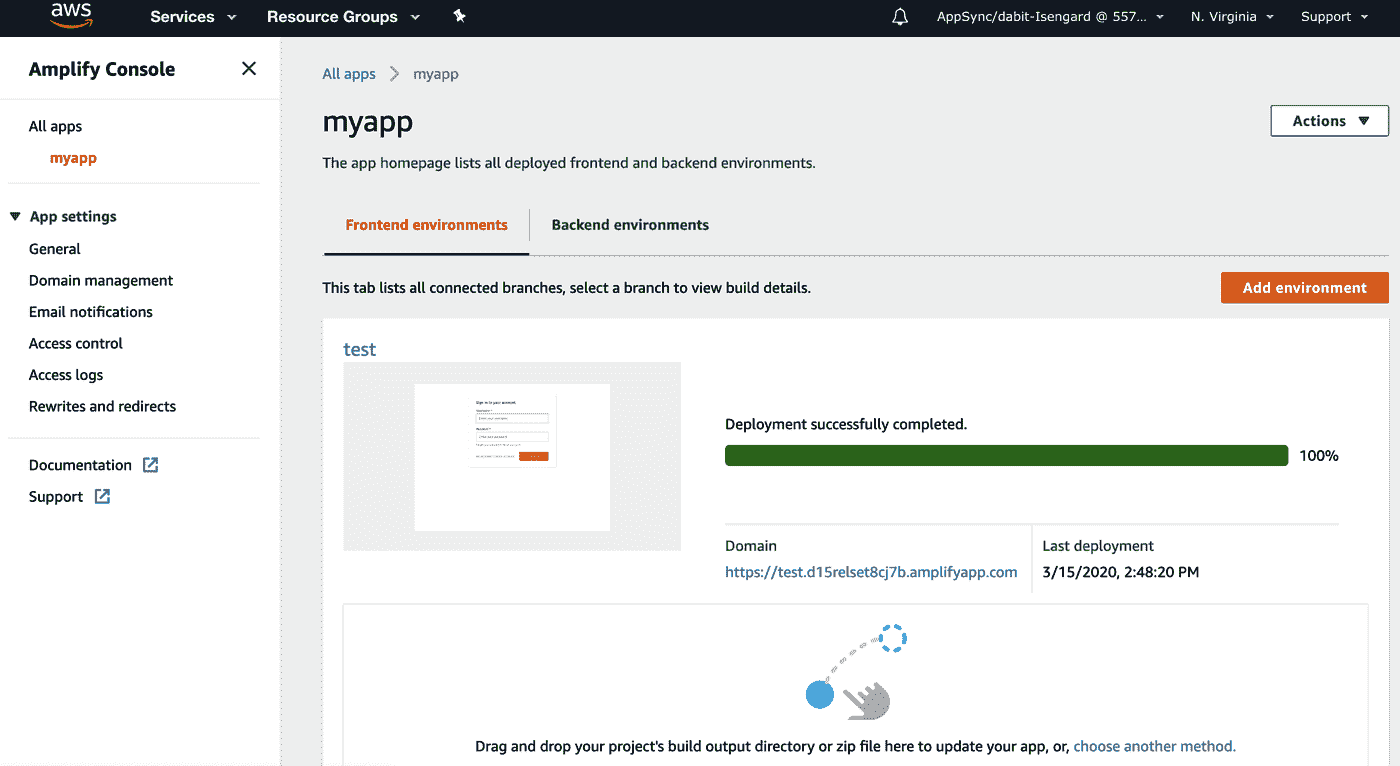 aws Services Resource Groups AppSync/dabit-Isengard @ 557... N. Virginia Support
Amplify Console
All apps
myapp
App settings
General
Domain management
Email notifications
Access control
Access logs
Rewrites and redirects
Documentation
Support
All apps myapp
myapp
Actions
The app homepage lists all deployed frontend and backend environments.
Frontend environments Backend environments
This tab lists all connected branches, select a branch to view build details.
Add environment
test
Sign in to your account
Deployment successfully completed.
100%
Domain
https://test.d15relset8cj7b.amplifyapp.com
Last deployment
3/15/2020, 2:48:20 PM
Drag and drop your project's build output directory or zip file here to update your app, or, choose another method.